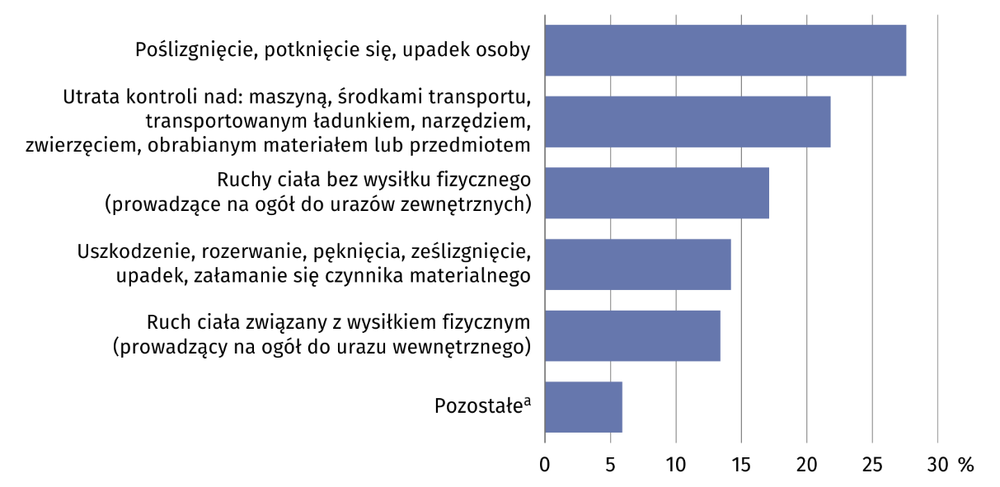 Poślizgnięcie, potknięcie się, upadek osoby
Utrata kontroli nad: maszyną, środkami transportu,
transportowanym ładunkiem, narzędziem,
zwierzęciem, obrabianym materiałem lub przedmiotem
Ruchy ciała bez wysiłku fizycznego
(prowadzące na ogół do urazów zewnętrznych)
Uszkodzenie, rozerwanie, pęknięcia, ześlizgnięcie,
upadek, załamanie się czynnika materialnego
Ruch ciała związany z wysiłkiem fizycznym
(prowadzący na ogół do urazu wewnętrznego)
Pozostałeᵃ
0 5 10 15 20 25 30 %